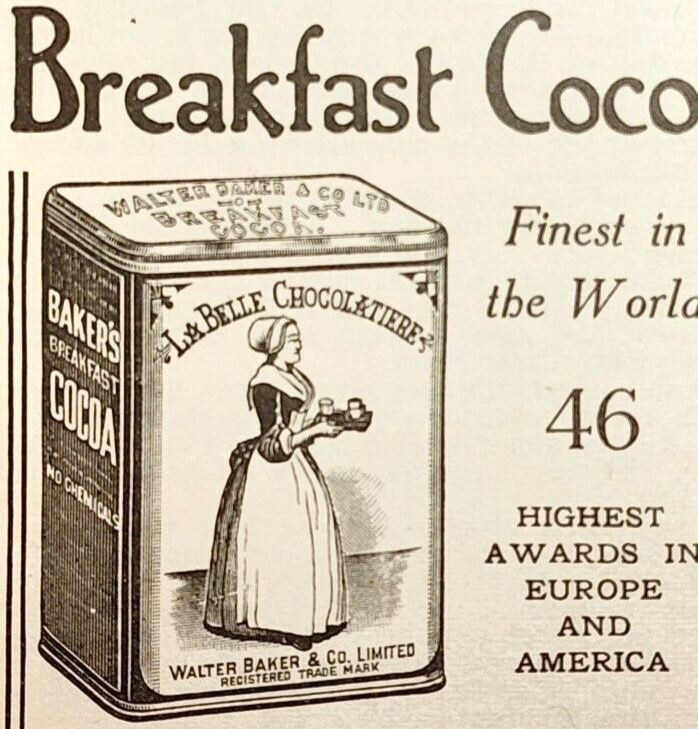 Breakfast Coco
WALTER BAKER & CO LTD
BREAKFAST
COCOA.
BAKER'S
BREAKFAST
COCOA
NO CHEMICALS
LA BELLE CHOCOLATIERE
WALTER BAKER & CO. LIMITED
REGISTERED TRADE MARK
Finest in
the World
46
HIGHEST
AWARDS IN
EUROPE
AND
AMERICA